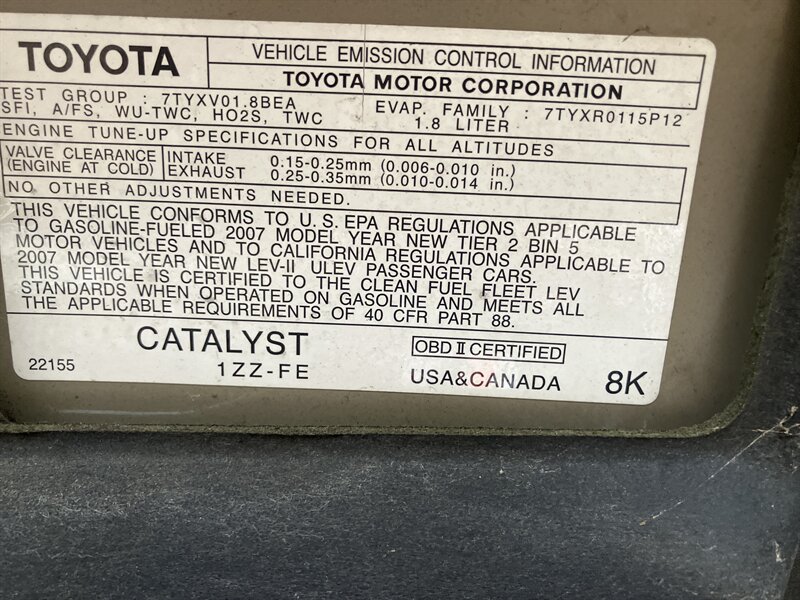 TOYOTA
VEHICLE EMISSION CONTROL INFORMATION
TOYOTA MOTOR CORPORATION
TEST GROUP : 7TYXV01.8BEA
EVAP. FAMILY : 7TYXR0115P12
SFI, A/FS, WU-TWC, HO2S, TWC
1.8 LITER
ENGINE TUNE-UP SPECIFICATIONS FOR ALL ALTITUDES
VALVE CLEARANCE
(ENGINE AT COLD)
INTAKE 0.15-0.25mm (0.006-0.010 in.)
EXHAUST 0.25-0.35mm (0.010-0.014 in.)
NO OTHER ADJUSTMENTS NEEDED.
THIS VEHICLE CONFORMS TO U.S. EPA REGULATIONS APPLICABLE
TO GASOLINE-FUELED 2007 MODEL YEAR NEW TIER 2 BIN 5
MOTOR VEHICLES AND TO CALIFORNIA REGULATIONS APPLICABLE TO
2007 MODEL YEAR NEW LEV-II ULEV PASSENGER CARS.
THIS VEHICLE IS CERTIFIED TO THE CLEAN FUEL FLEET LEV
STANDARDS WHEN OPERATED ON GASOLINE AND MEETS ALL
THE APPLICABLE REQUIREMENTS OF 40 CFR PART 88.
CATALYST
OBD II CERTIFIED
22155
1ZZ-FE
USA&CANADA
8K